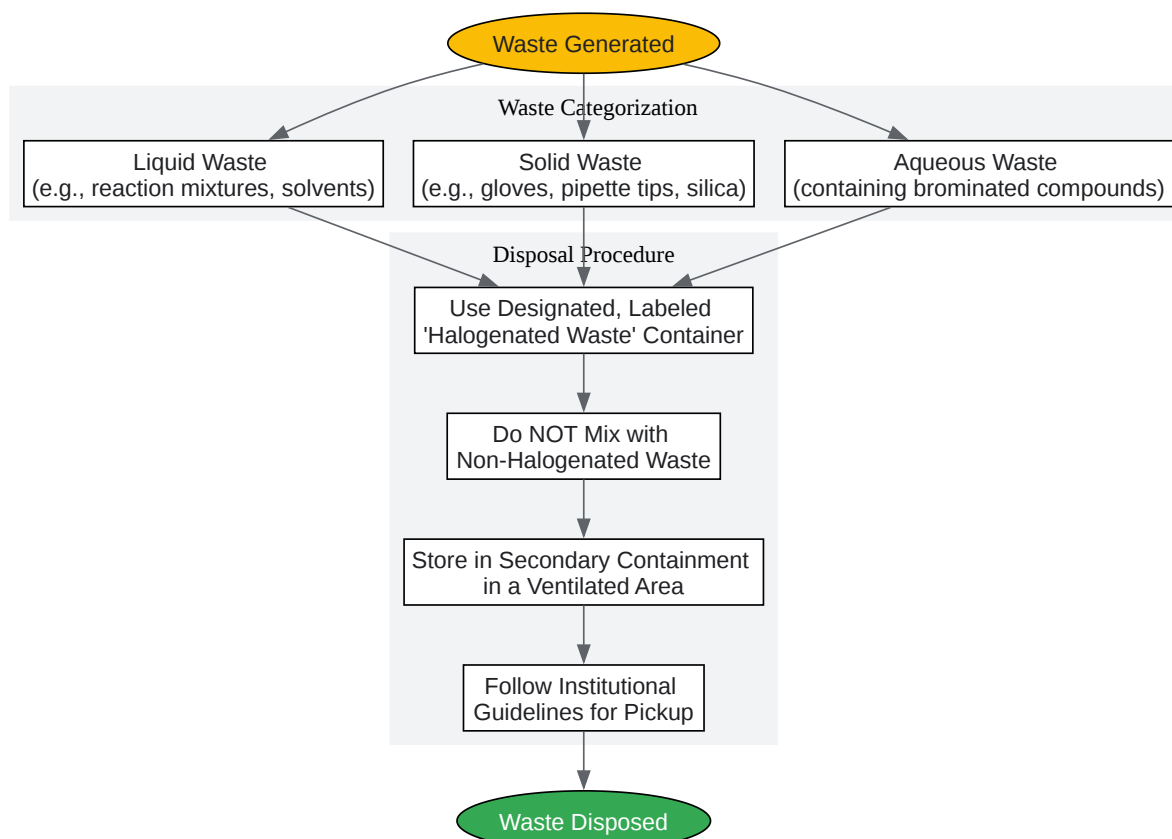 Waste Generated
Waste Categorization
Liquid Waste
(e.g., reaction mixtures, solvents)
Solid Waste
(e.g., gloves, pipette tips, silica)
Aqueous Waste
(containing brominated compounds)
Disposal Procedure
Use Designated, Labeled
'Halogenated Waste' Container
Do NOT Mix with
Non-Halogenated Waste
Store in Secondary Containment
in a Ventilated Area
Follow Institutional
Guidelines for Pickup
Waste Disposed